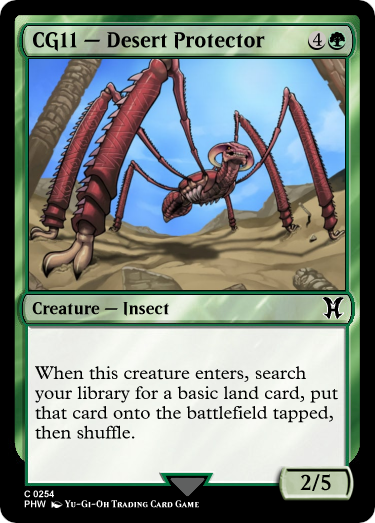 CG11 — Desert Protector 4
Creature — Insect H
When this creature enters, search
your library for a basic land card, put
that card onto the battlefield tapped,
then shuffle.
2/5
C 0254
PHW Yu-Gi-Oh Trading Card Game